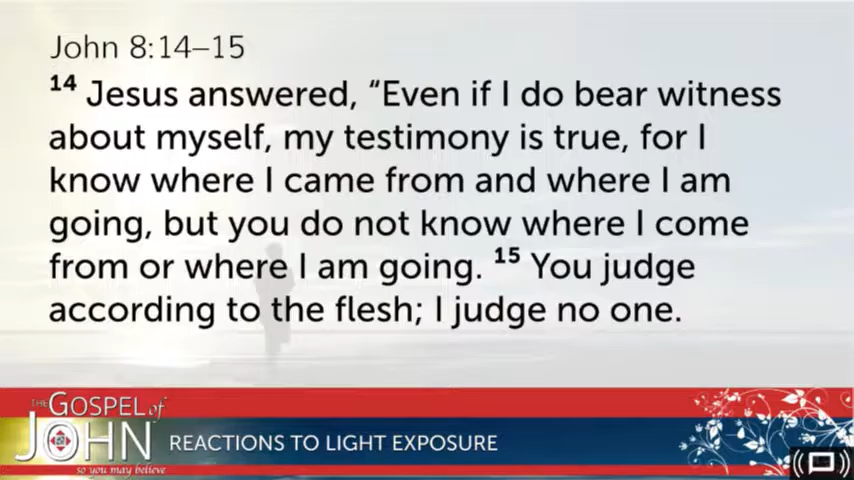 John 8:14–15
¹⁴ Jesus answered, “Even if I do bear witness
about myself, my testimony is true, for I
know where I came from and where I am
going, but you do not know where I come
from or where I am going. ¹⁵ You judge
according to the flesh; I judge no one.
THE GOSPEL of
JOHN
so you may believe
REACTIONS TO LIGHT EXPOSURE